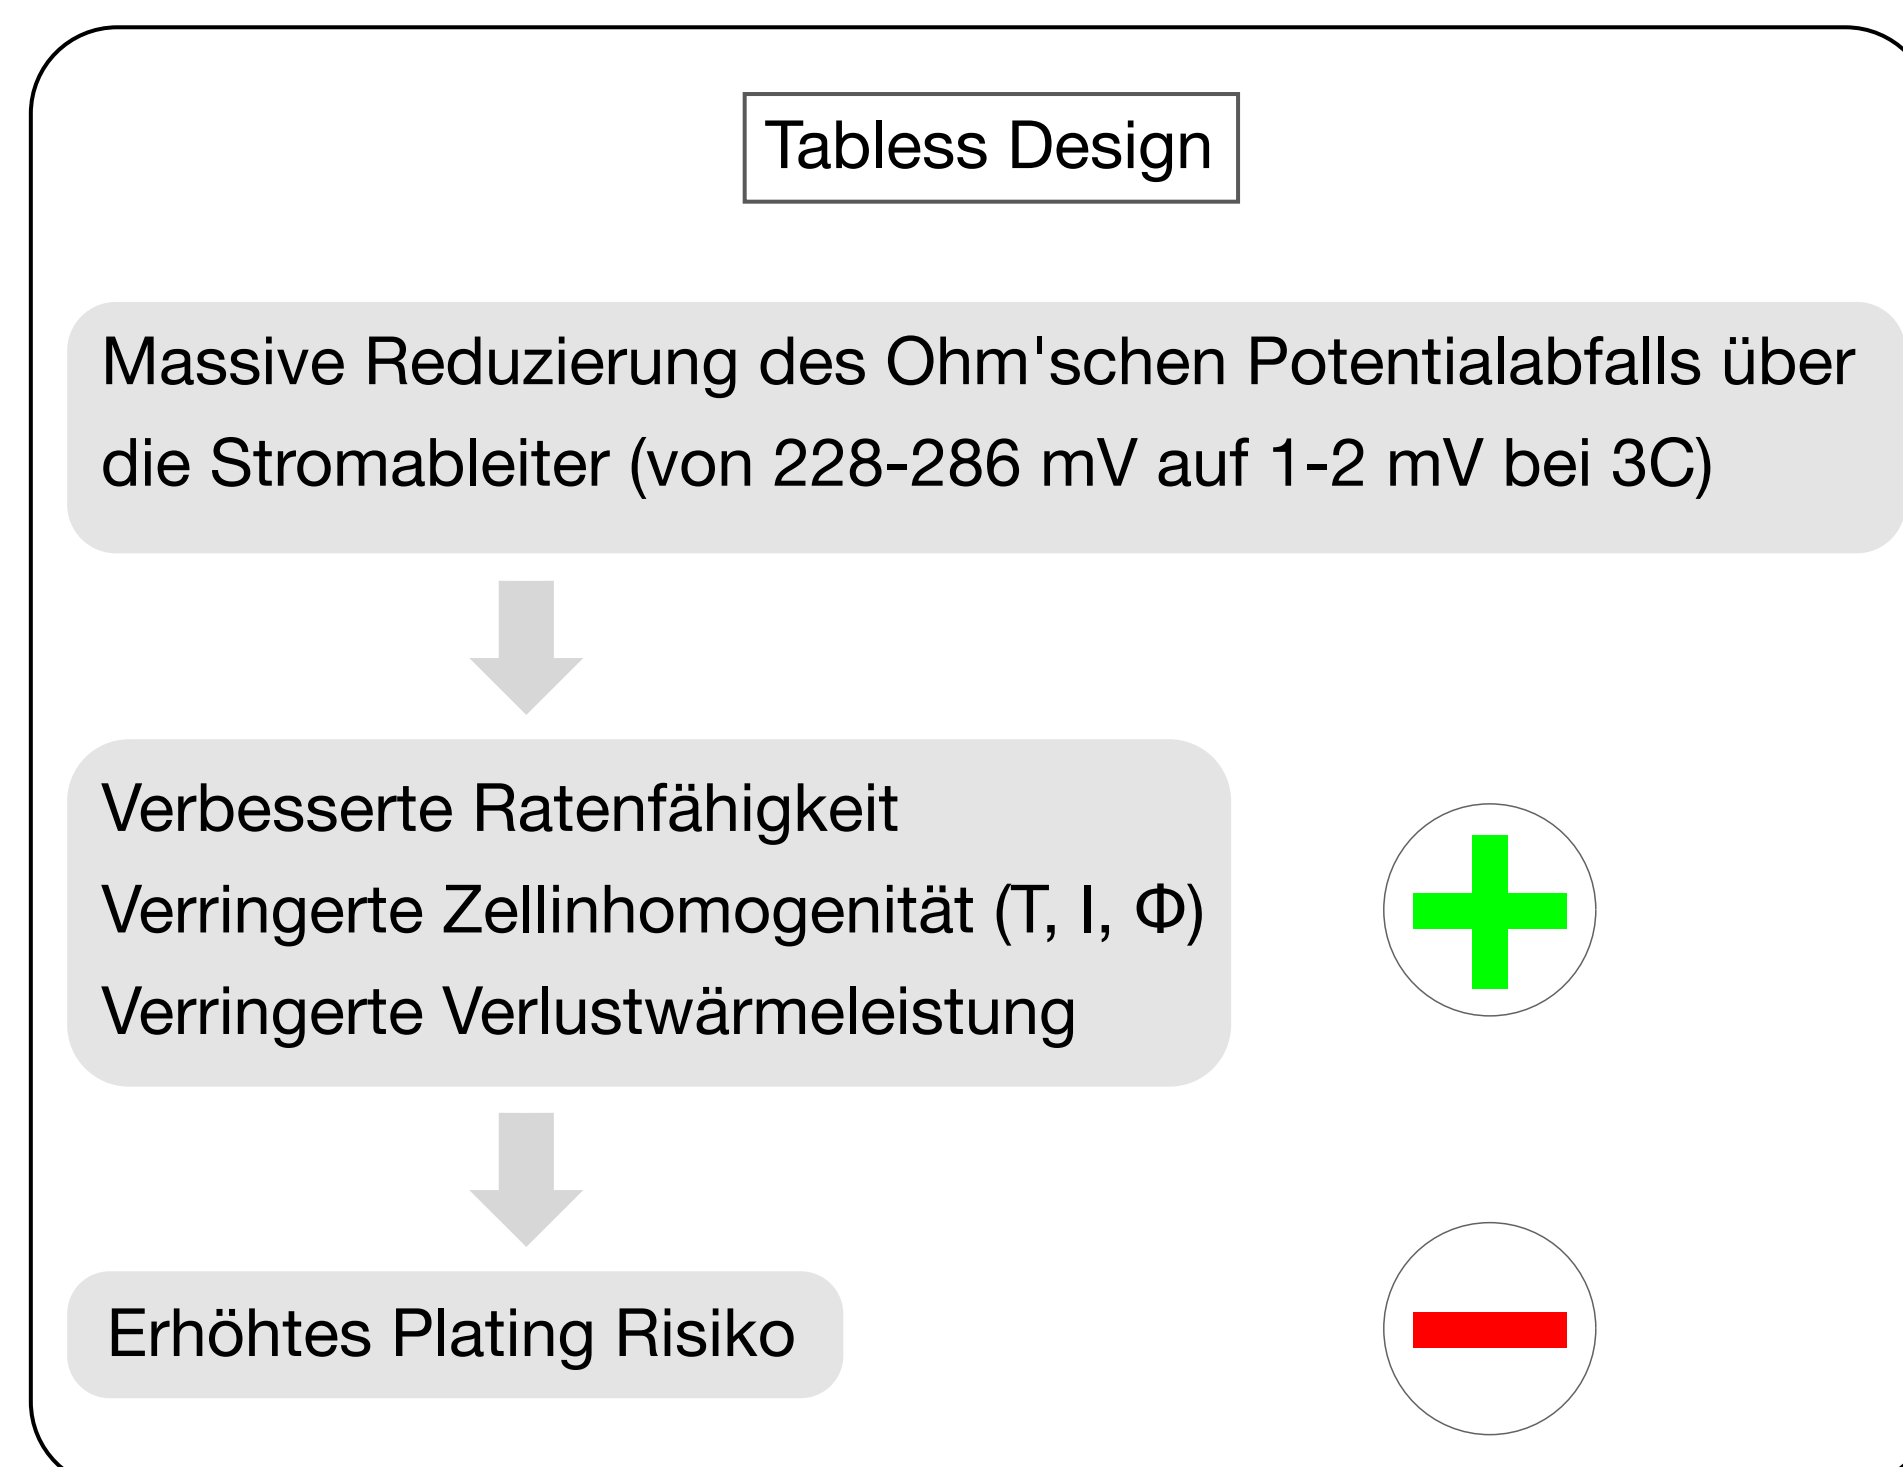 Tabless Design
Massive Reduzierung des Ohm'schen Potentialabfalls über
die Stromableiter (von 228-286 mV auf 1-2 mV bei 3C)
Verbesserte Ratenfähigkeit
Verringerte Zellinhomogenität (T, I, Φ)
Verringerte Verlustwärmeleistung
Erhöhtes Plating Risiko